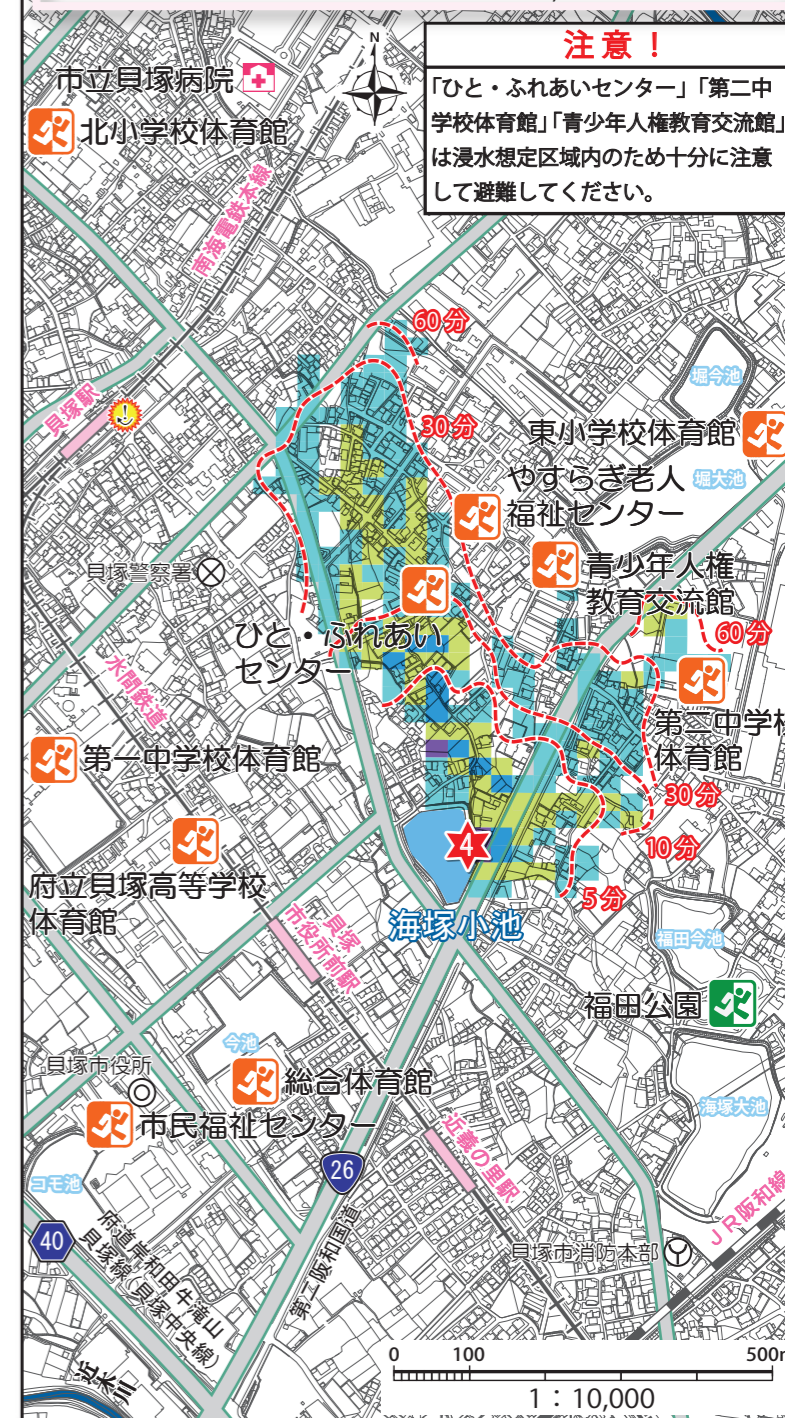 注意！
「ひと・ふれあいセンター」「第二中
学校体育館」「青少年人権教育交流館」
は浸水想定区域内のため十分に注意
して避難してください。
N
市立貝塚病院
北小学校体育館
南海電鉄本線
60分
30分
堀今池
貝塚駅
東小学校体育館
やすらぎ老人
福祉センター
堀大池
貝塚警察署
青少年人権
教育交流館
ひと・ふれあい
センター
60分
水間鉄道
第二中学校
体育館
第一中学校体育館
30分
10分
4
府立貝塚高等学校
体育館
5分
海塚小池
貝塚
市役所前駅
福田今池
福田公園
今池
貝塚市役所
総合体育館
市民福祉センター
海塚大池
近義の里駅
コモ池
26
40
府道岸和田牛滝山
貝塚線（貝塚中央線）
第二阪和国道
JR阪和線
貝塚市消防本部
近木川
0 100 500m
1：10,000